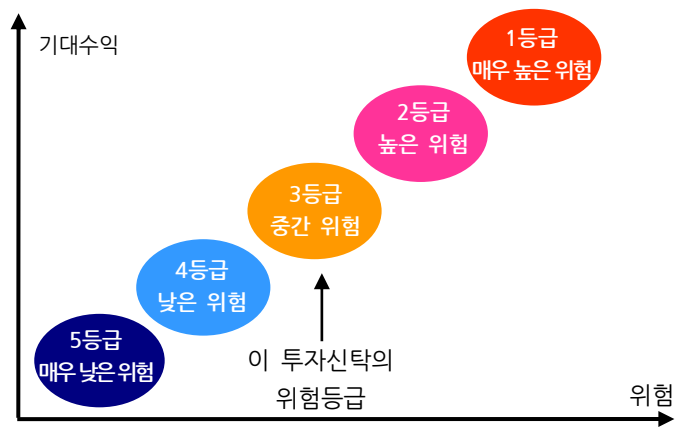 기대수익
1등급
매우 높은 위험
2등급
높은 위험
3등급
중간 위험
4등급
낮은 위험
5등급
매우 낮은 위험
이 투자신탁의
위험등급
위험